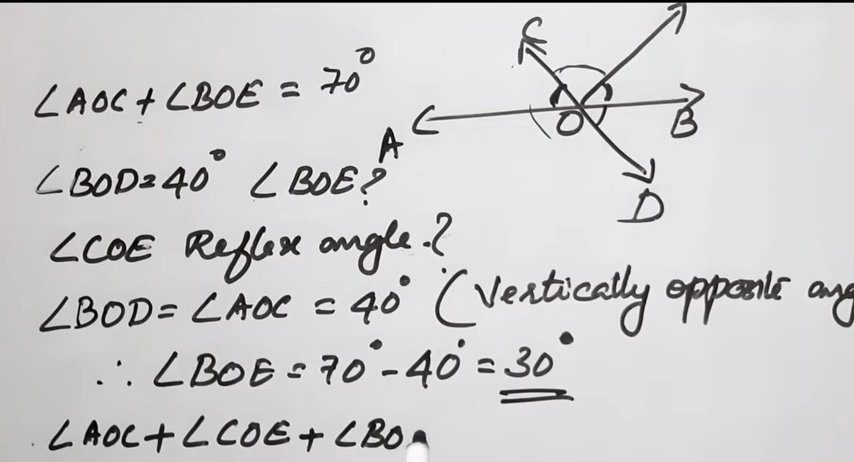 ∠AOC + ∠BOE = 70°
∠BOD = 40° ∠BOE?
∠COE Reflex angle.?
∠BOD = ∠AOC = 40° (Vertically opposite ang
∴ ∠BOE = 70° - 40° = 30°
∠AOC + ∠COE + ∠BO
C
A
O
B
D